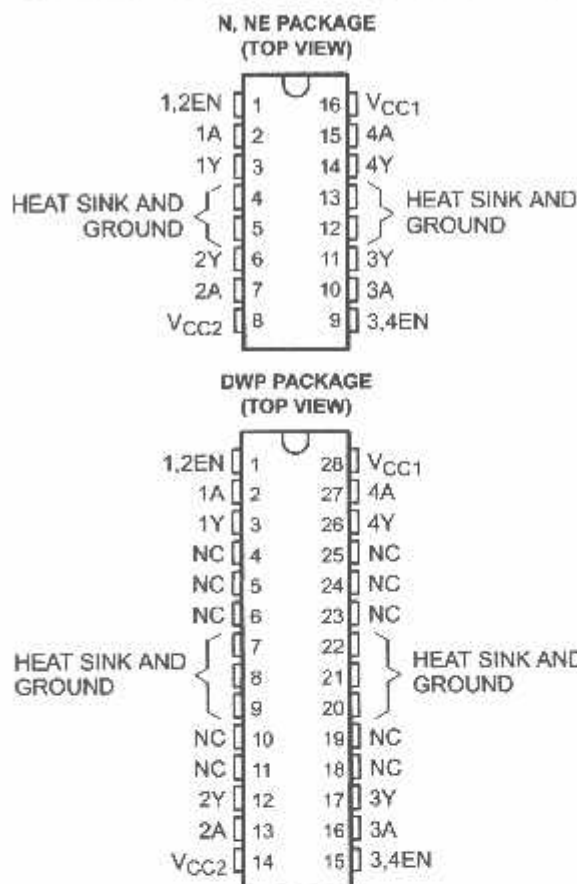 N, NE PACKAGE
(TOP VIEW)
1,2EN 1 16 VCC1
1A 2 15 4A
1Y 3 14 4Y
HEAT SINK AND GROUND 4 13 HEAT SINK AND GROUND
5 12
2Y 6 11 3Y
2A 7 10 3A
VCC2 8 9 3,4EN
DWP PACKAGE
(TOP VIEW)
1,2EN 1 28 VCC1
1A 2 27 4A
1Y 3 26 4Y
NC 4 25 NC
NC 5 24 NC
NC 6 23 NC
7 22
HEAT SINK AND GROUND 8 21 HEAT SINK AND GROUND
9 20
NC 10 19 NC
NC 11 18 NC
2Y 12 17 3Y
2A 13 16 3A
VCC2 14 15 3,4EN